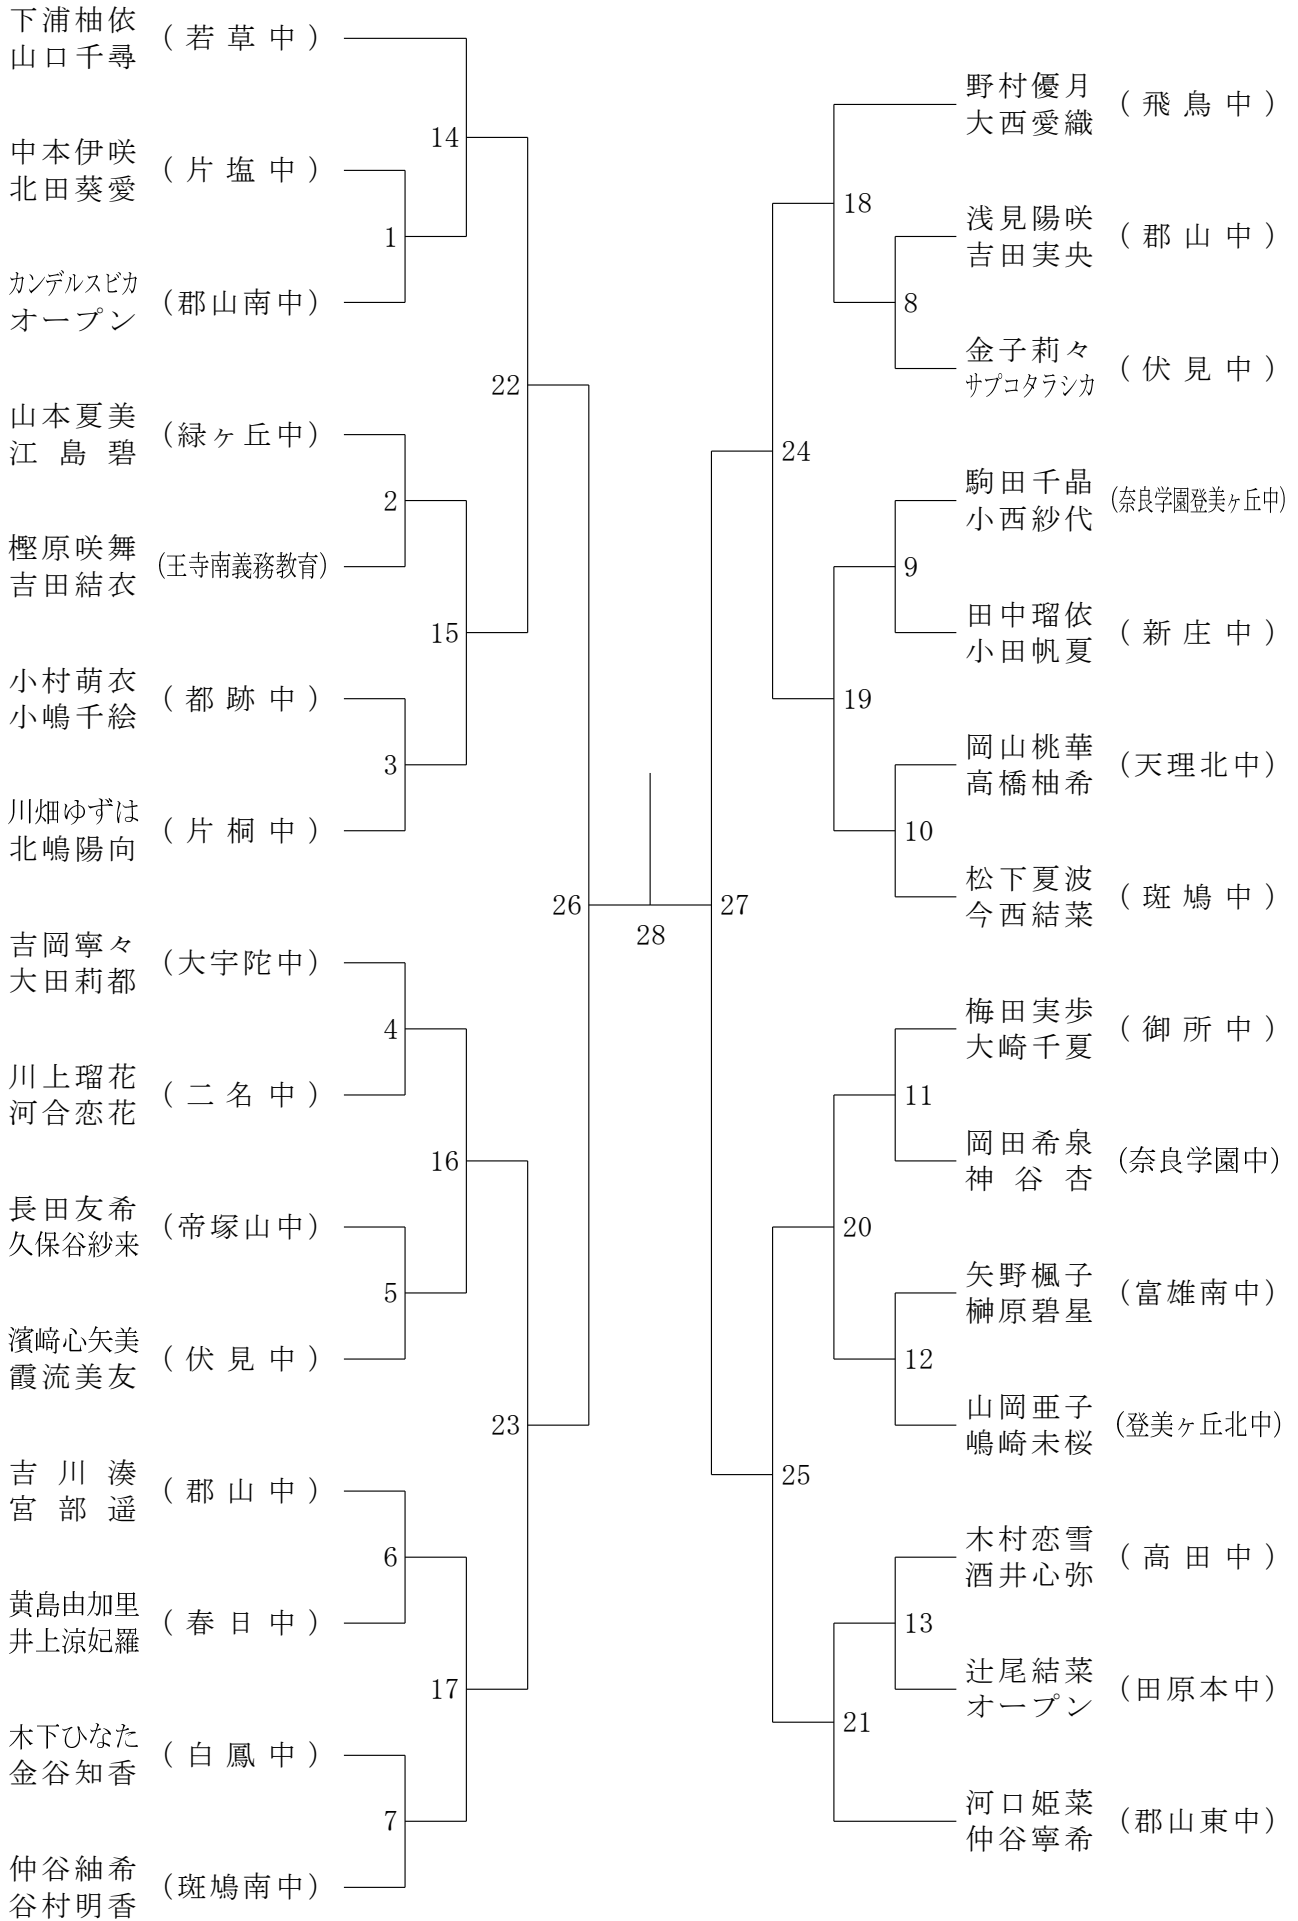 下浦柚依
山口千尋
(若草中)
中本伊咲
北田葵愛
(片塩中)
カンデルスビカ
オープン
(郡山南中)
山本夏美
江島碧
(緑ヶ丘中)
樫原咲舞
吉田結衣
(王寺南義務教育)
小村萌衣
小嶋千絵
(都跡中)
川畑ゆずは
北嶋陽向
(片桐中)
吉岡寧々
大田莉都
(大宇陀中)
川上瑠花
河合恋花
(二名中)
長田友希
久保谷紗来
(帝塚山中)
濱﨑心矢美
霞流美友
(伏見中)
吉川湊
宮部遥
(郡山中)
黄島由加里
井上涼妃羅
(春日中)
木下ひなた
金谷知香
(白鳳中)
仲谷紬希
谷村明香
(斑鳩南中)
14
1
22
2
15
3
26
4
16
5
23
6
17
7
28
27
18
8
24
9
19
10
11
20
12
25
13
21
野村優月
大西愛織
(飛鳥中)
浅見陽咲
吉田実央
(郡山中)
金子莉々
サプコタラシカ
(伏見中)
駒田千晶
小西紗代
(奈良学園登美ヶ丘中)
田中瑠依
小田帆夏
(新庄中)
岡山桃華
高橋柚希
(天理北中)
松下夏波
今西結菜
(斑鳩中)
梅田実歩
大崎千夏
(御所中)
岡田希泉
神谷杏
(奈良学園中)
矢野楓子
榊原碧星
(富雄南中)
山岡亜子
嶋崎未桜
(登美ヶ丘北中)
木村恋雪
酒井心弥
(高田中)
辻尾結菜
オープン
(田原本中)
河口姫菜
仲谷寧希
(郡山東中)